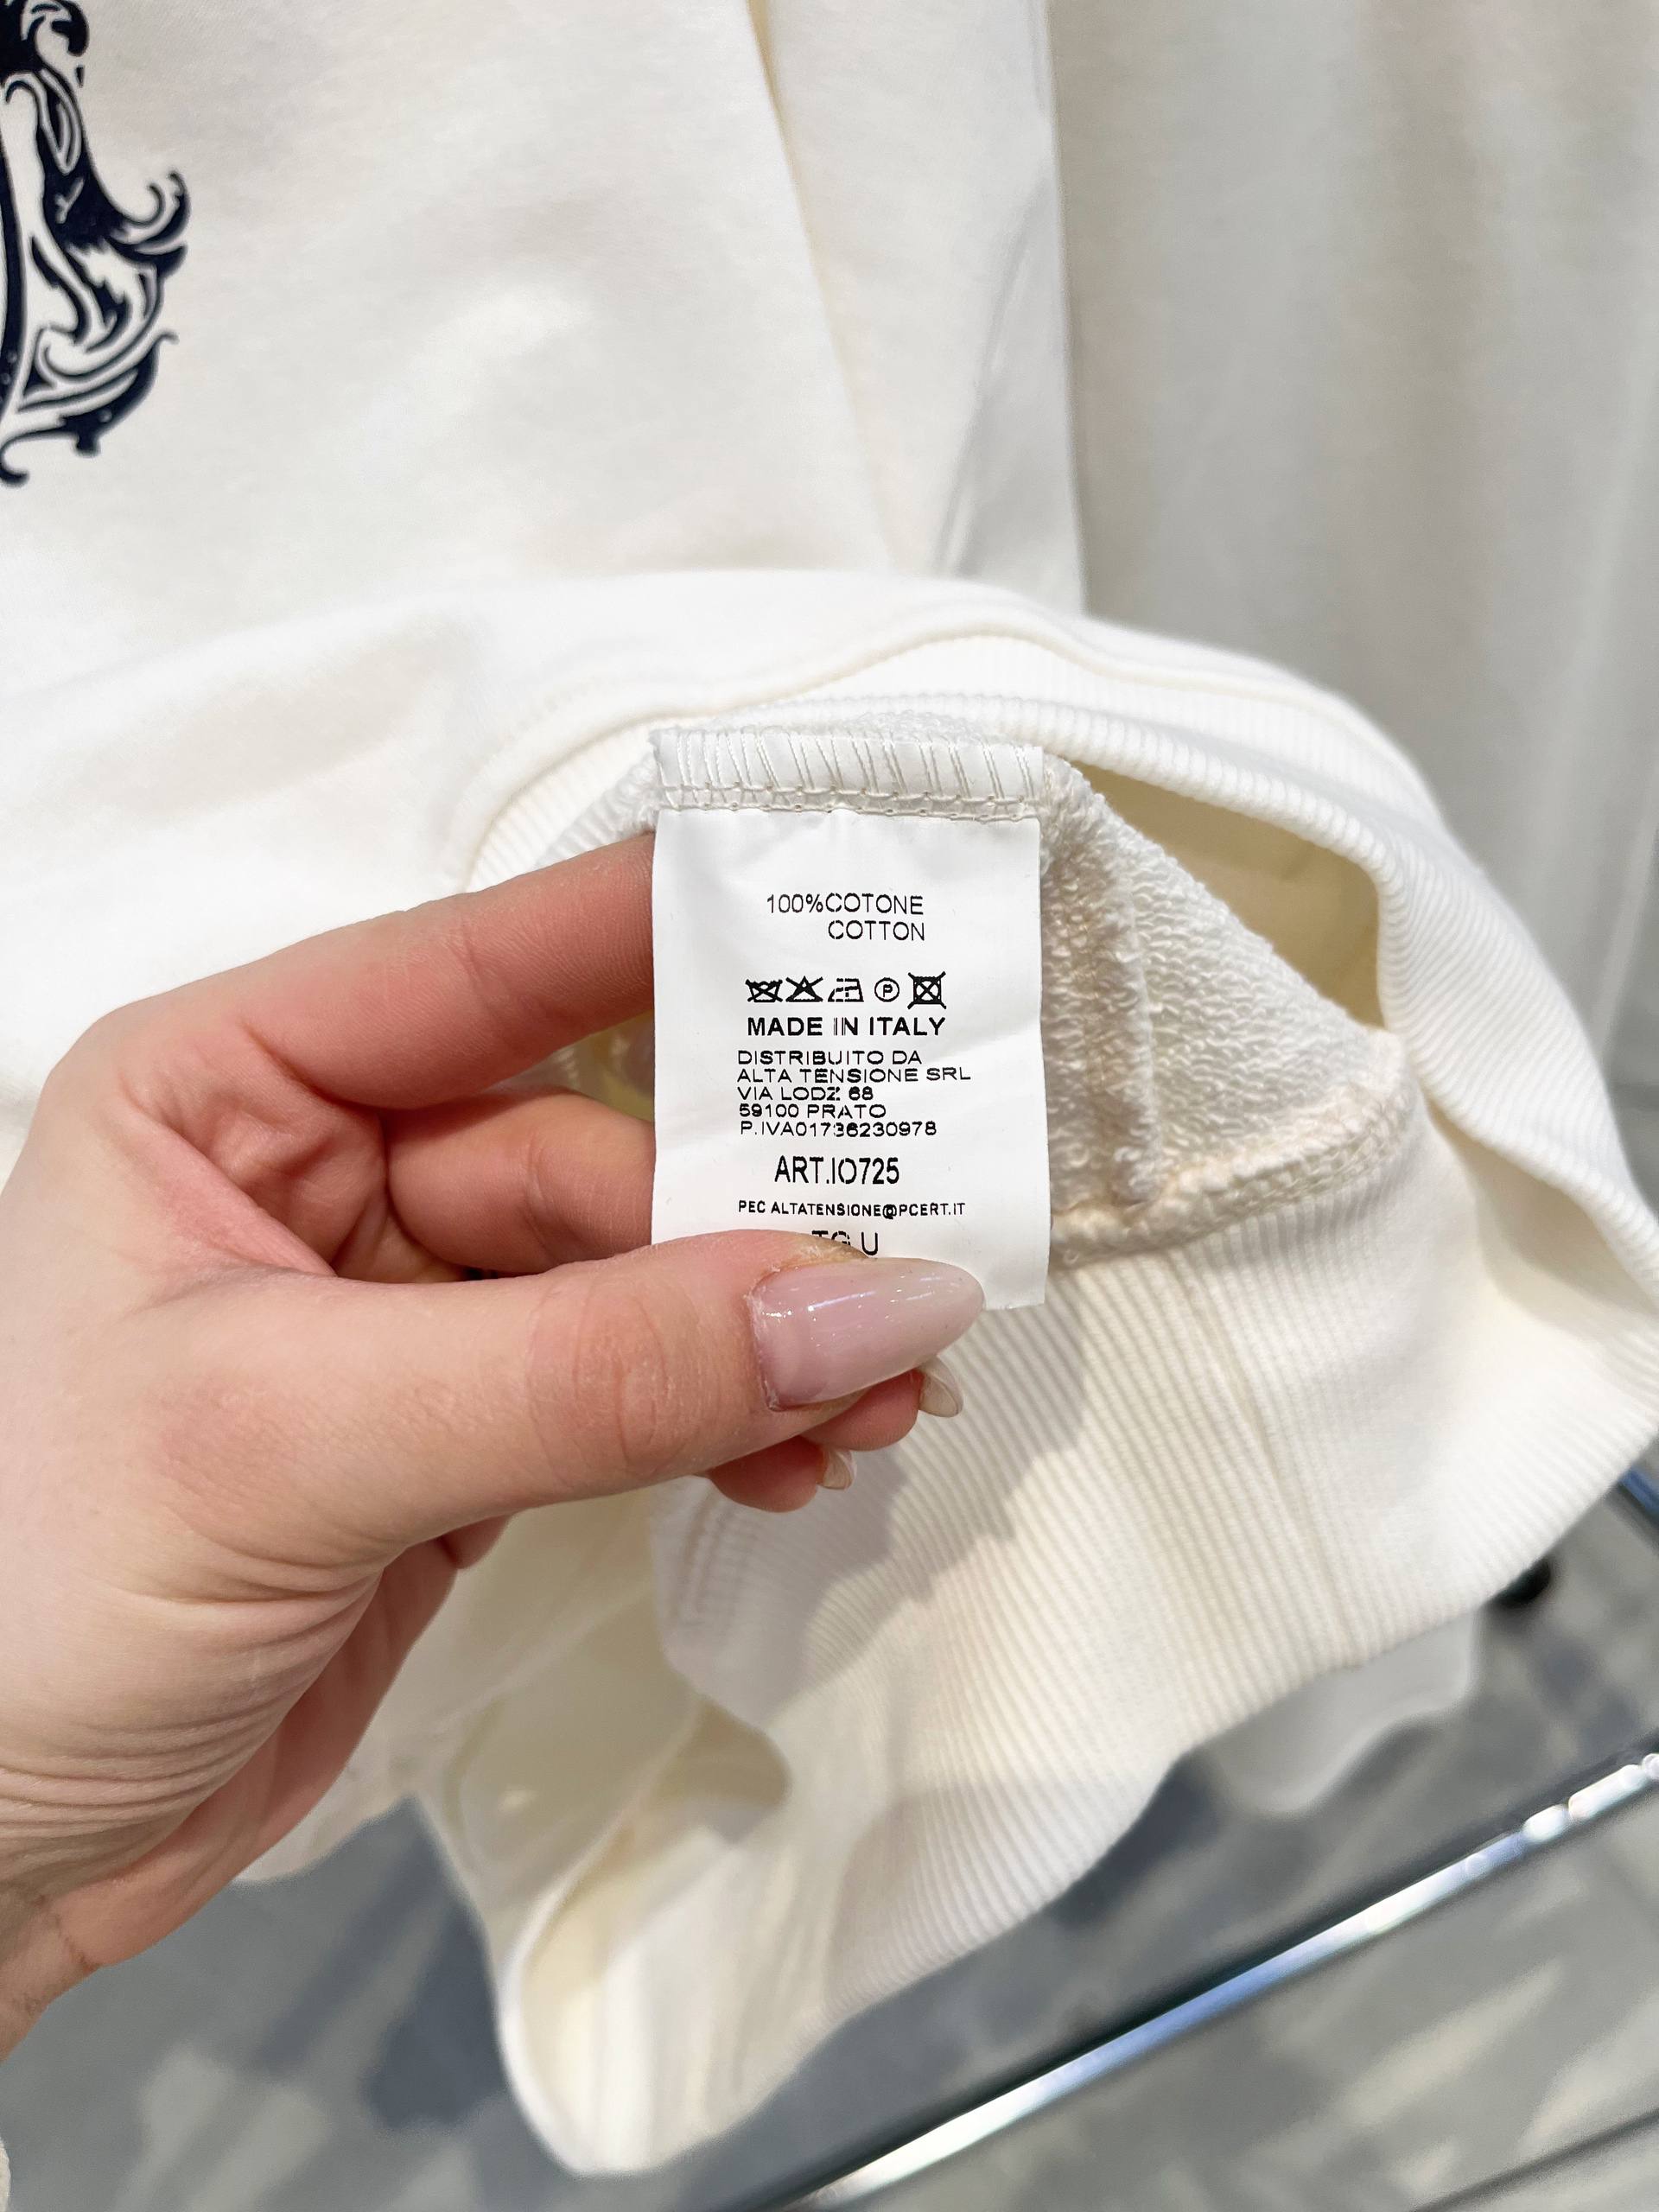 100%COTONE
COTTON
P
MADE IN ITALY
DISTRIBUITO DA
ALTA TENSIONE SRL
VIA LODZ 68
59100 PRATO
P.IVA01736230978
ART.IO725
PEC ALTATENSIONE@PCERT.IT
TG U